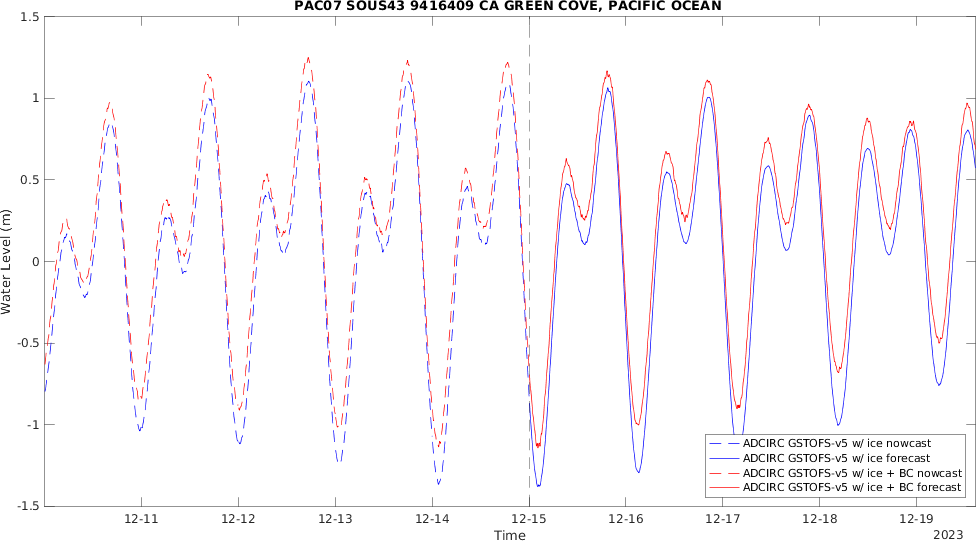 PAC07 SOUS43 9416409 CA GREEN COVE, PACIFIC OCEAN
1.5
1
0.5
0
-0.5
-1
-1.5
Water Level (m)
12-11 12-12 12-13 12-14 12-15 12-16 12-17 12-18 12-19
Time
2023
ADCIRC GSTOFS-v5 w/ ice nowcast
ADCIRC GSTOFS-v5 w/ ice forecast
ADCIRC GSTOFS-v5 w/ ice + BC nowcast
ADCIRC GSTOFS-v5 w/ ice + BC forecast